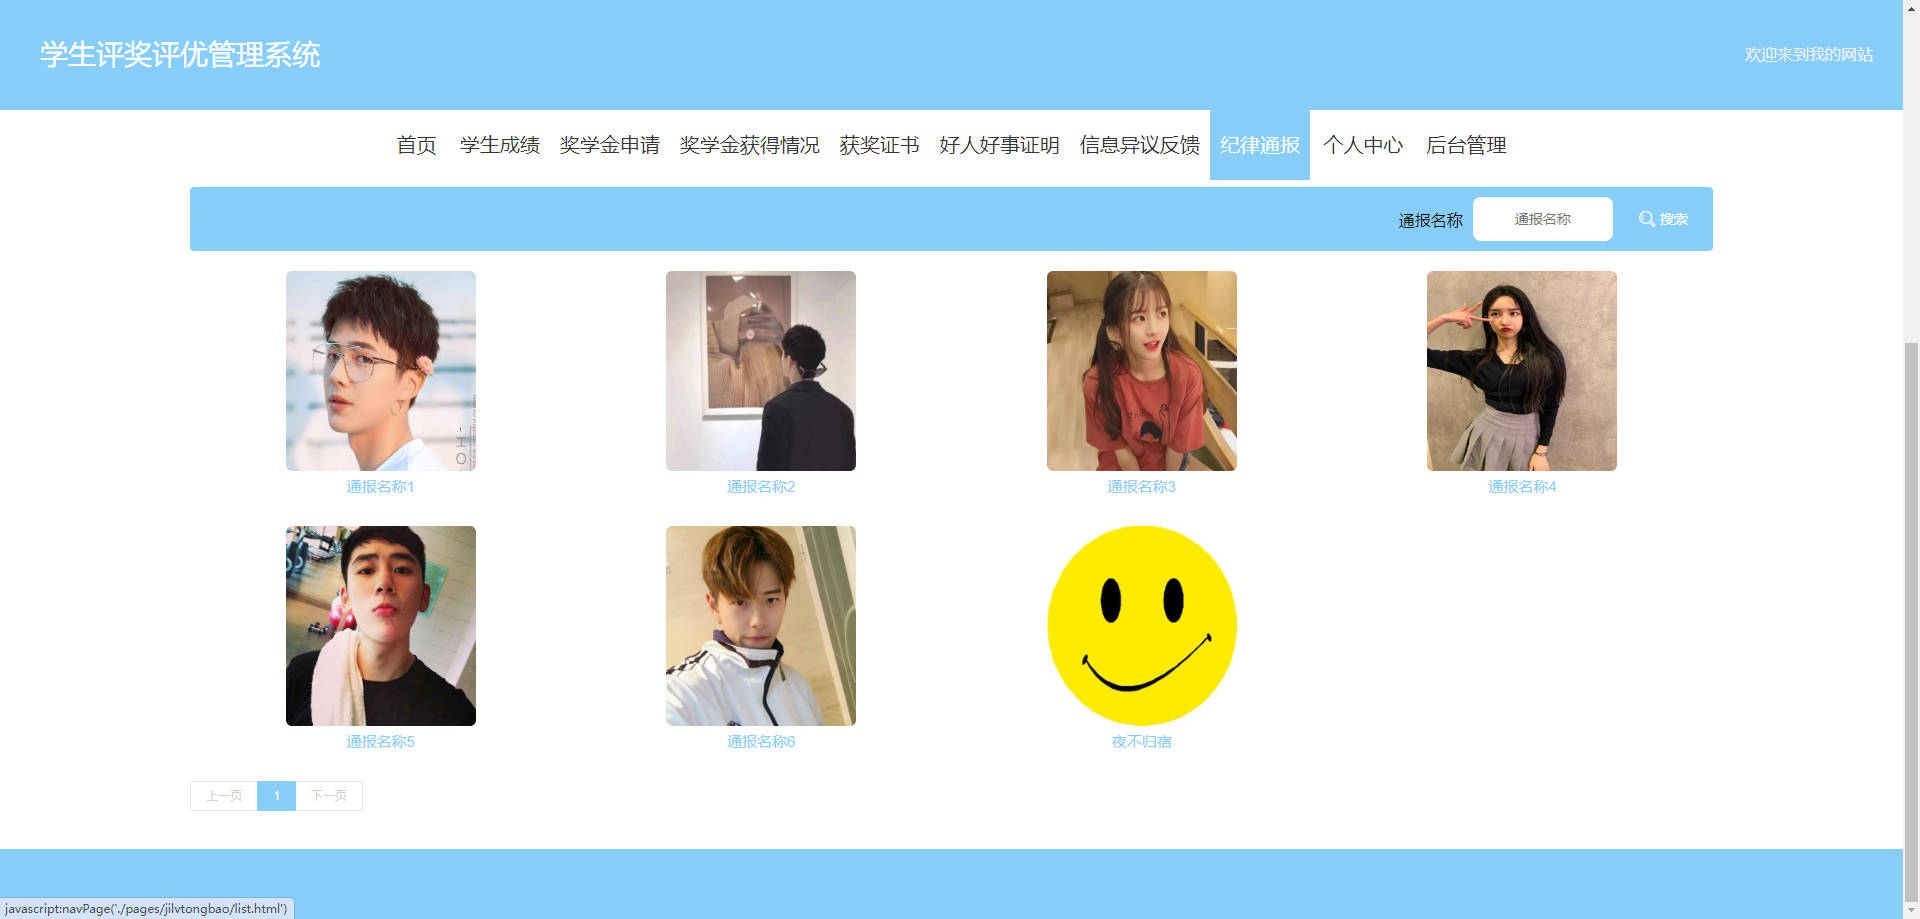 学生评奖评优管理系统
欢迎来到我的网站
首页 学生成绩 奖学金申请 奖学金获得情况 获奖证书 好人好事证明 信息异议反馈 纪律通报 个人中心 后台管理
通报名称 通报名称 搜索
通报名称1 通报名称2 通报名称3 通报名称4
通报名称5 通报名称6 夜不归宿
上一页 1 下一页
javascript:navPage('./pages/jilvtongbao/list.html')